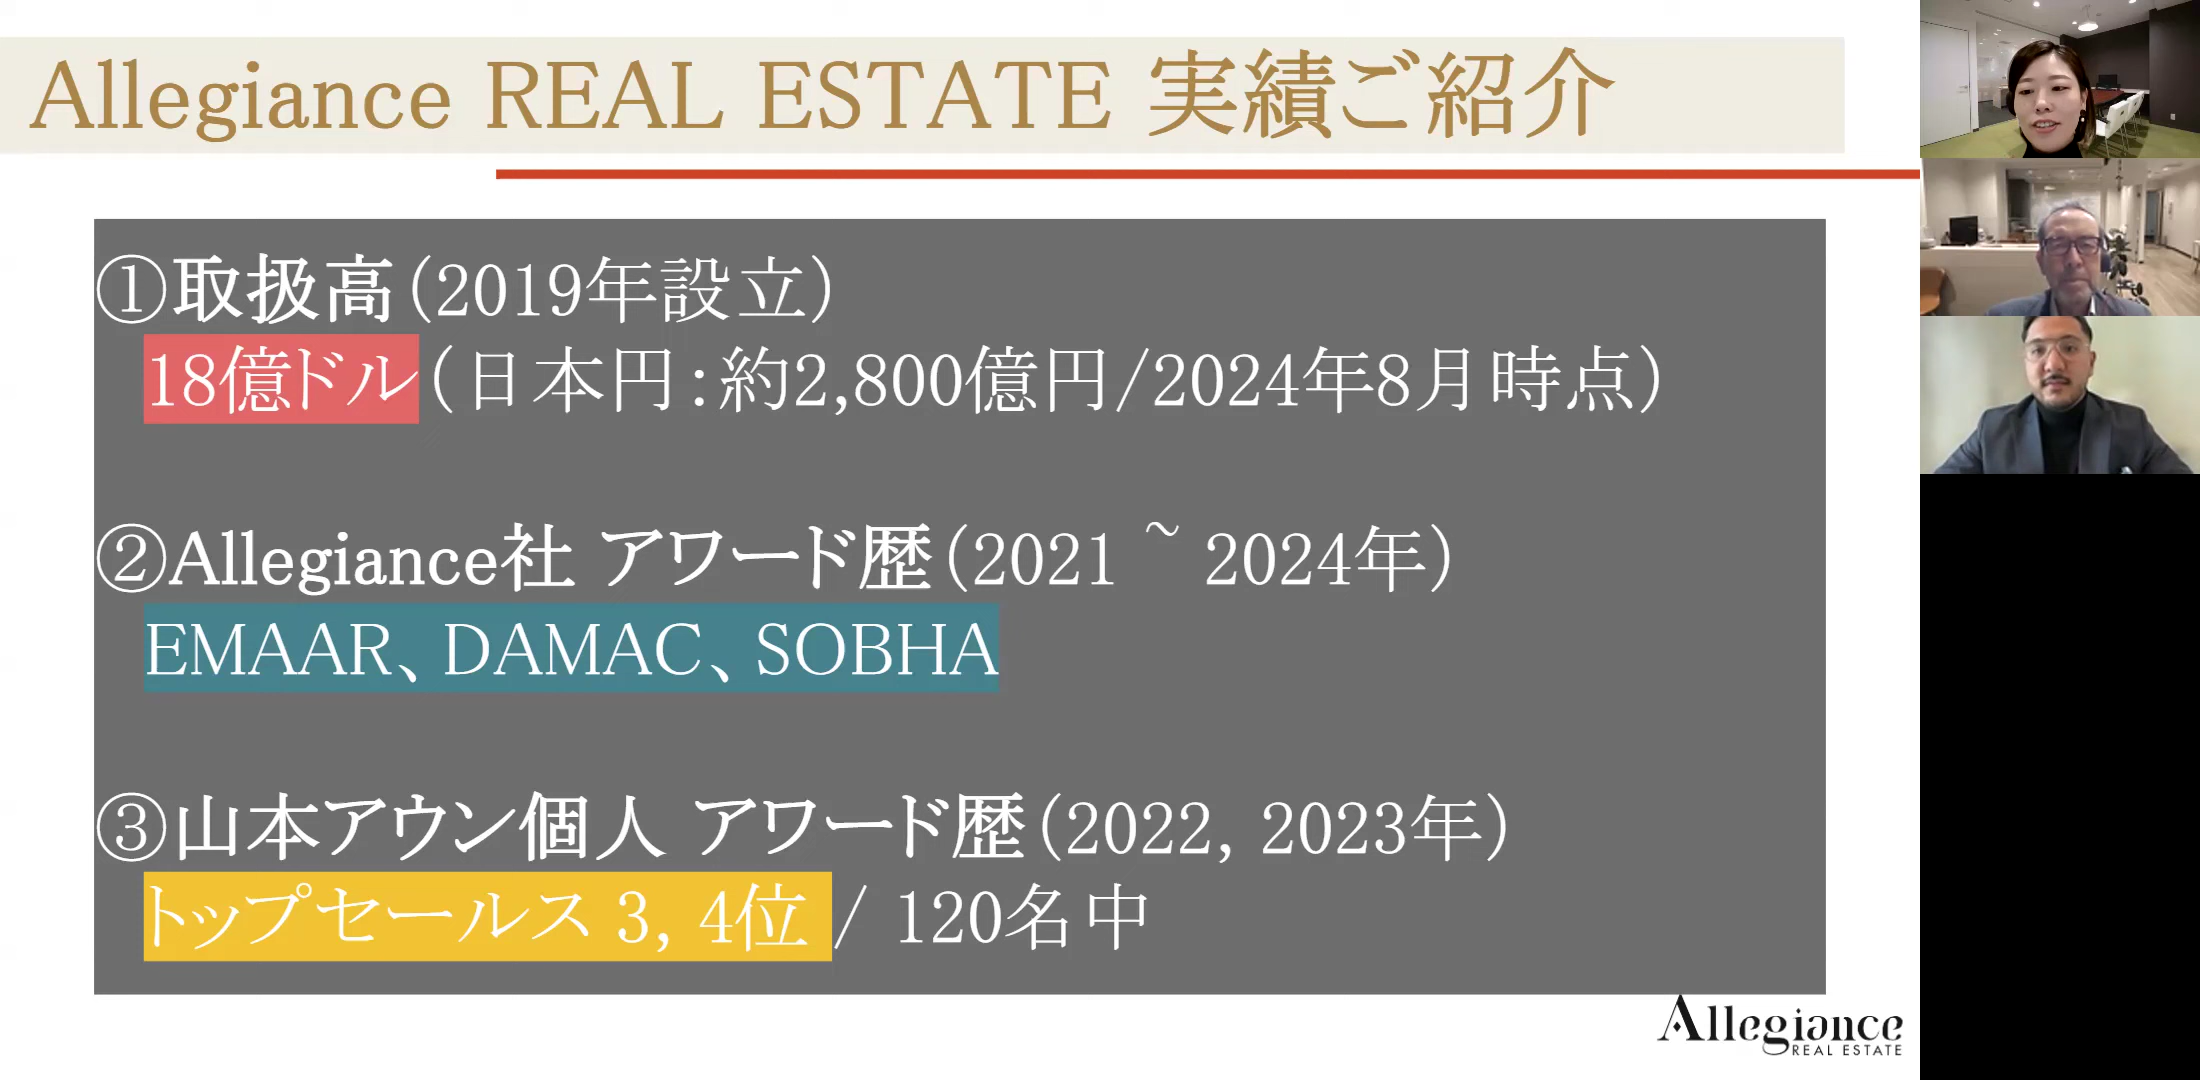 Allegiance REAL ESTATE 実績ご紹介
①取扱高(2019年設立)
18億ドル(日本円:約2,800億円/2024年8月時点)
②Allegiance社 アワード歴(2021 ~ 2024年)
EMAAR、DAMAC、SOBHA
③山本アウン個人 アワード歴(2022, 2023年)
トップセールス 3, 4位 / 120名中
Allegiance
REAL ESTATE